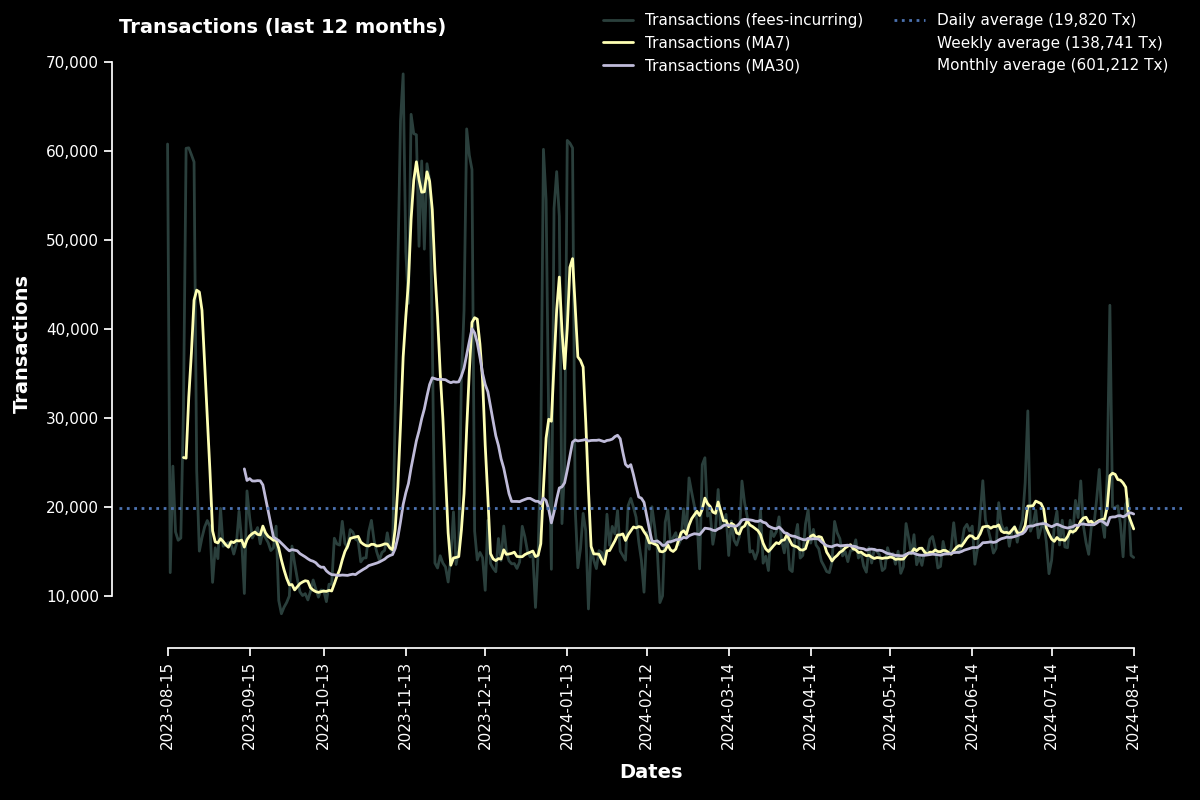 Transactions (last 12 months)
Transactions (fees-incurring)
Transactions (MA7)
Transactions (MA30)
Daily average (19,820 Tx)
Weekly average (138,741 Tx)
Monthly average (601,212 Tx)
Transactions
70,000
60,000
50,000
40,000
30,000
20,000
10,000
2023-08-15
2023-09-15
2023-10-13
2023-11-13
2023-12-13
2024-01-13
2024-02-12
2024-03-14
2024-04-14
2024-05-14
2024-06-14
2024-07-14
2024-08-14
Dates